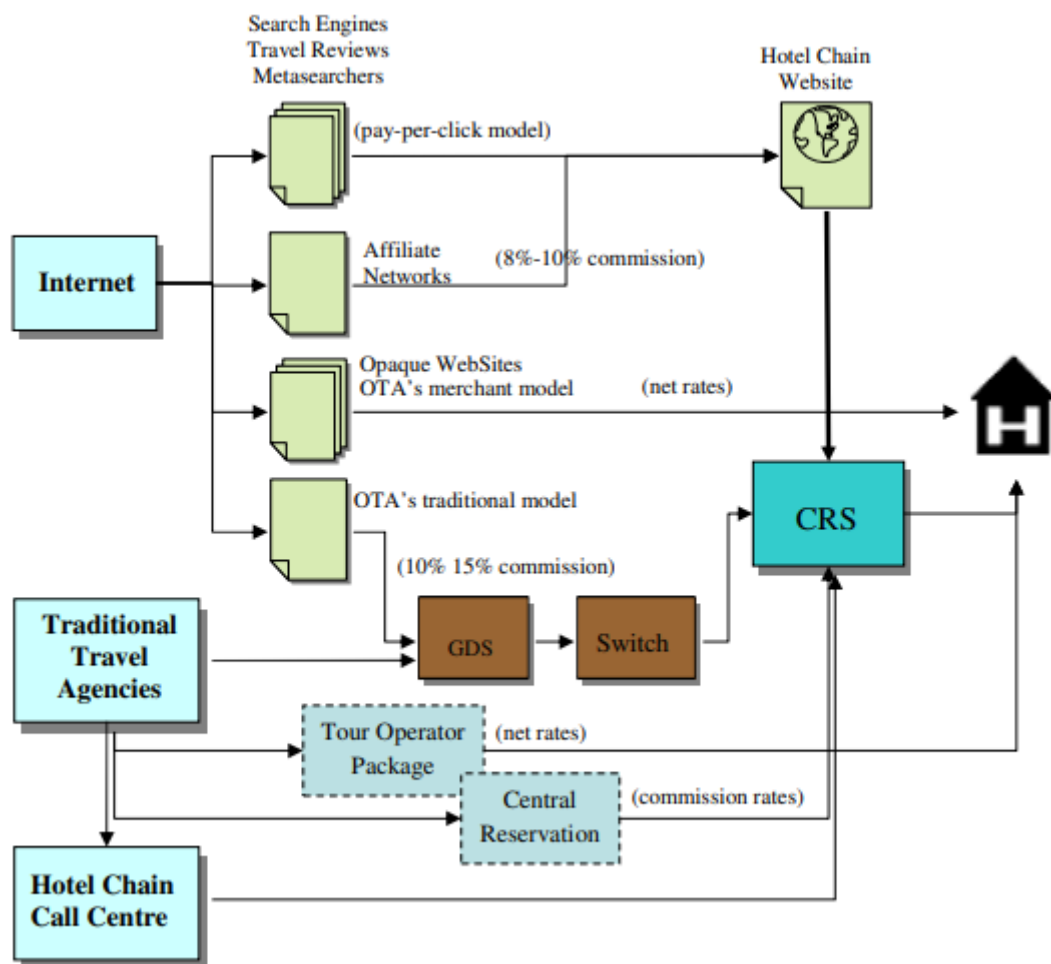 Search Engines
Travel Reviews
Metasearchers
Hotel Chain
Website
(pay-per-click model)
Internet
Affiliate
Networks
(8%-10% commission)
Opaque WebSites
OTA's merchant model
(net rates)
H
OTA's traditional model
CRS
(10% 15% commission)
Traditional
Travel
Agencies
GDS
Switch
Tour Operator
Package
(net rates)
Central
Reservation
(commission rates)
Hotel Chain
Call Centre